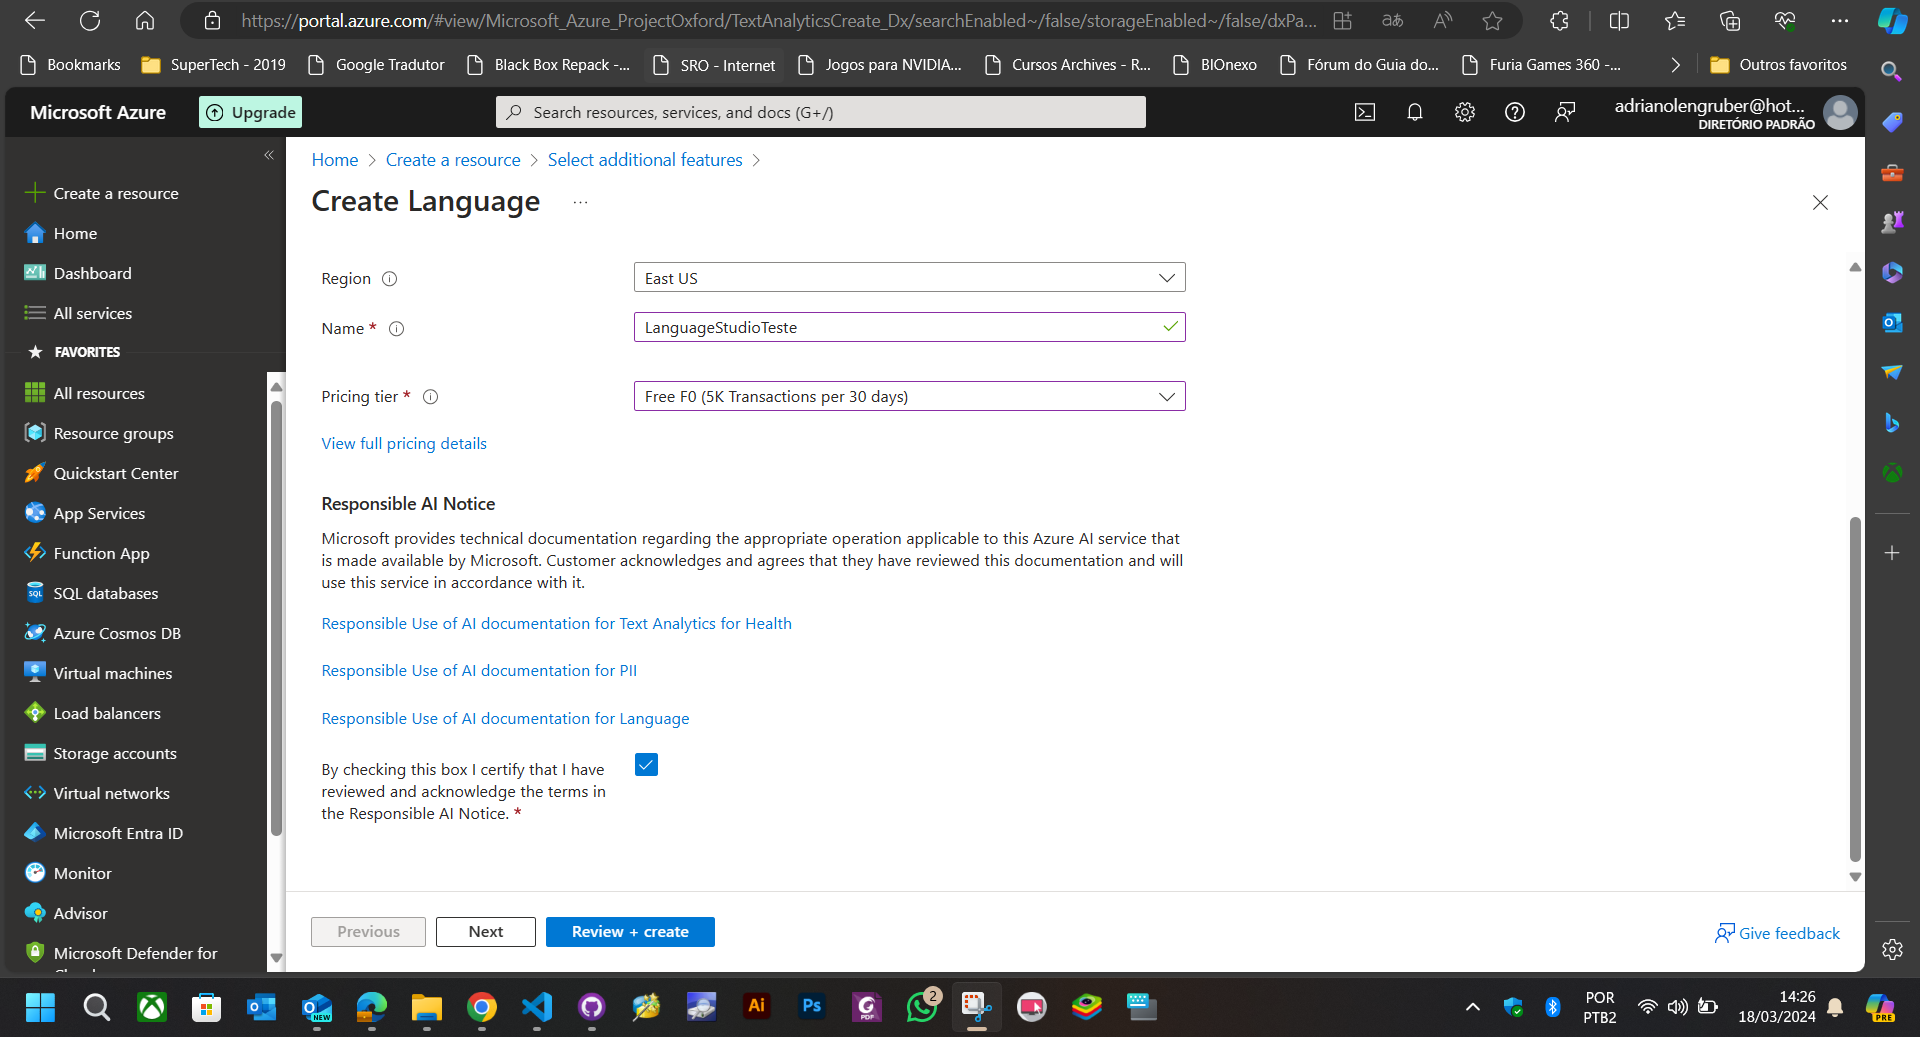 https://portal.azure.com/#view/Microsoft_Azure_ProjectOxford/TextAnalyticsCreate_Dx/searchEnabled~/false/storageEnabled~/false/dxPa...
Bookmarks
SuperTech - 2019
Google Tradutor
Black Box Repack -...
SRO - Internet
Jogos para NVIDIA...
Cursos Archives - R...
BIOnexo
Fórum do Guia do...
Furia Games 360 -...
Outros favoritos
Microsoft Azure
Upgrade
Search resources, services, and docs (G+/)
adrianolengruber@hot...
DIRETÓRIO PADRÃO
Create a resource
Home
Dashboard
All services
FAVORITES
All resources
Resource groups
Quickstart Center
App Services
Function App
SQL databases
Azure Cosmos DB
Virtual machines
Load balancers
Storage accounts
Virtual networks
Microsoft Entra ID
Monitor
Advisor
Microsoft Defender for
Home > Create a resource > Select additional features >
Create Language ...
Region
East US
Name *
LanguageStudioTeste
Pricing tier *
Free F0 (5K Transactions per 30 days)
View full pricing details
Responsible AI Notice
Microsoft provides technical documentation regarding the appropriate operation applicable to this Azure AI service that
is made available by Microsoft. Customer acknowledges and agrees that they have reviewed this documentation and will
use this service in accordance with it.
Responsible Use of AI documentation for Text Analytics for Health
Responsible Use of AI documentation for PII
Responsible Use of AI documentation for Language
By checking this box I certify that I have
reviewed and acknowledge the terms in
the Responsible AI Notice. *
Previous
Next
Review + create
Give feedback
POR
PTB2
14:26
18/03/2024